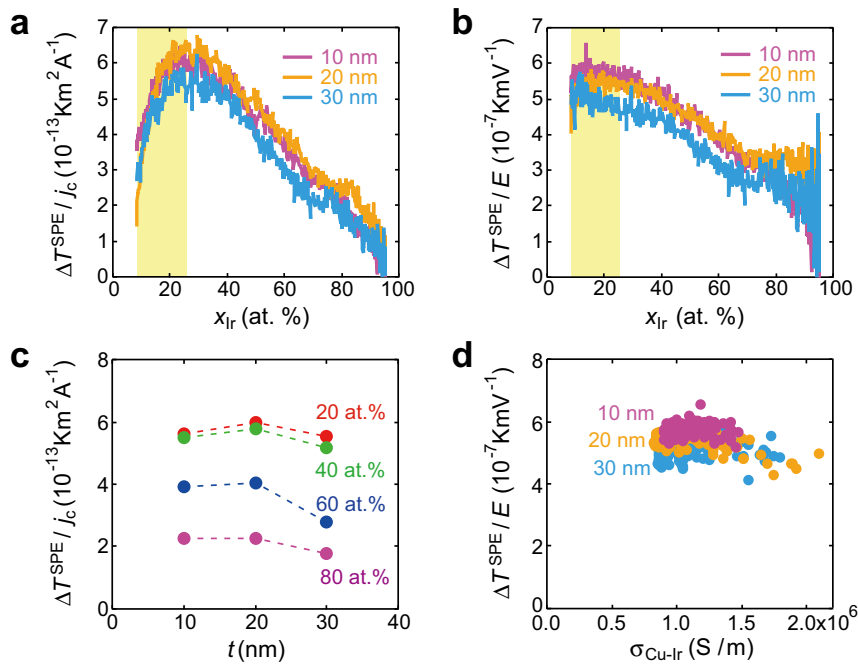 a
7
6
5
4
3
2
1
0
ΔT^SPE / j_c (10^-13 Km^2 A^-1)
10 nm
20 nm
30 nm
0 20 40 60 80 100
x_Ir (at. %)
b
7
6
5
4
3
2
1
0
ΔT^SPE / E (10^-7 KmV^-1)
10 nm
20 nm
30 nm
0 20 40 60 80 100
x_Ir (at. %)
c
8
6
4
2
0
ΔT^SPE / j_c (10^-13 Km^2 A^-1)
20 at.%
40 at.%
60 at.%
80 at.%
0 10 20 30 40
t (nm)
d
8
6
4
2
0
ΔT^SPE / E (10^-7 KmV^-1)
10 nm
20 nm
30 nm
0.0 0.5 1.0 1.5 2.0×10^6
σ_Cu-Ir (S / m)